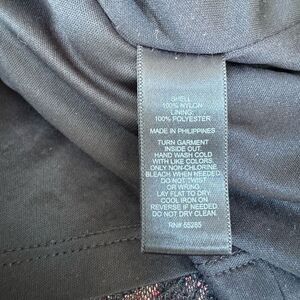 SHELL
100% NYLON
LINING:
100% POLYESTER
MADE IN PHILIPPINES
TURN GARMENT
INSIDE OUT.
HAND WASH COLD
WITH LIKE COLORS.
ONLY NON-CHLORINE
BLEACH WHEN NEEDED.
DO NOT TWIST
OR WRING.
LAY FLAT TO DRY.
COOL IRON ON
REVERSE IF NEEDED.
DO NOT DRY CLEAN.
RN# 55285